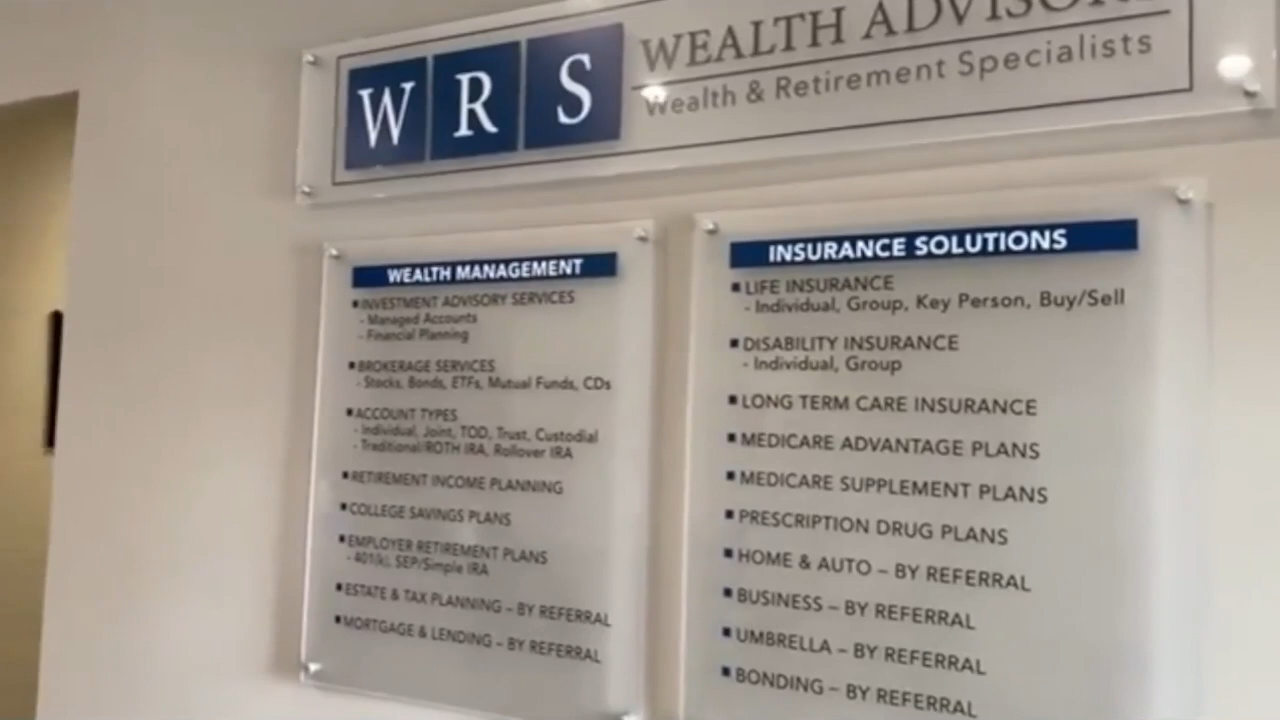 W R S
WEALTH ADVISOR
Wealth & Retirement Specialists
WEALTH MANAGEMENT
▪INVESTMENT ADVISORY SERVICES
- Managed Accounts
- Financial Planning
▪BROKERAGE SERVICES
- Stocks, Bonds, ETFs, Mutual Funds, CDs
▪ACCOUNT TYPES
- Individual, Joint, TOD, Trust, Custodial
- Traditional/ROTH IRA, Rollover IRA
▪RETIREMENT INCOME PLANNING
▪COLLEGE SAVINGS PLANS
▪EMPLOYER RETIREMENT PLANS
- 401(k), SEP/Simple IRA
▪ESTATE & TAX PLANNING – BY REFERRAL
▪MORTGAGE & LENDING – BY REFERRAL
INSURANCE SOLUTIONS
▪LIFE INSURANCE
- Individual, Group, Key Person, Buy/Sell
▪DISABILITY INSURANCE
- Individual, Group
▪LONG TERM CARE INSURANCE
▪MEDICARE ADVANTAGE PLANS
▪MEDICARE SUPPLEMENT PLANS
▪PRESCRIPTION DRUG PLANS
▪HOME & AUTO – BY REFERRAL
▪BUSINESS – BY REFERRAL
▪UMBRELLA – BY REFERRAL
▪BONDING – BY REFERRAL